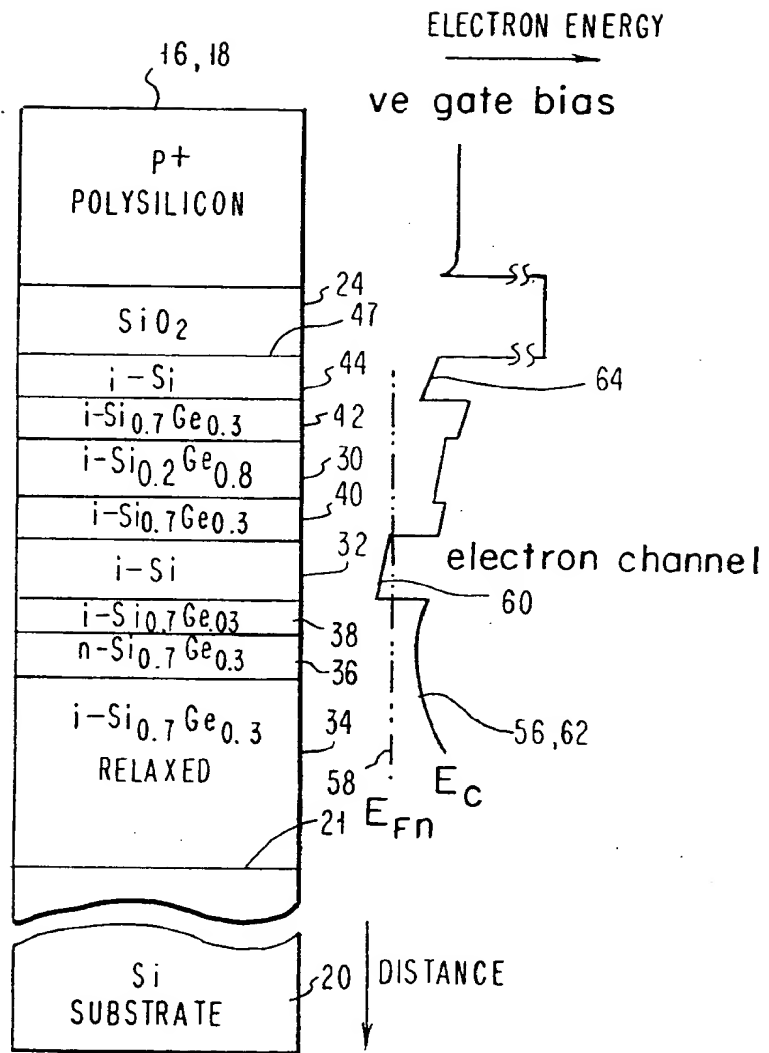 ELECTRON ENERGY
ve gate bias
16,18
p+
POLYSILICON
24
SiO2
47
i-Si
44
64
i-Si0.7Ge0.3
42
i-Si0.2Ge0.8
30
40
i-Si0.7Ge0.3
32
electron channel
i-Si
60
i-Si0.7Ge.03
38
n-Si0.7Ge0.3
36
i-Si0.7Ge0.3
RELAXED
34
56,62
58
EC
EFn
21
Si
SUBSTRATE
20
DISTANCE